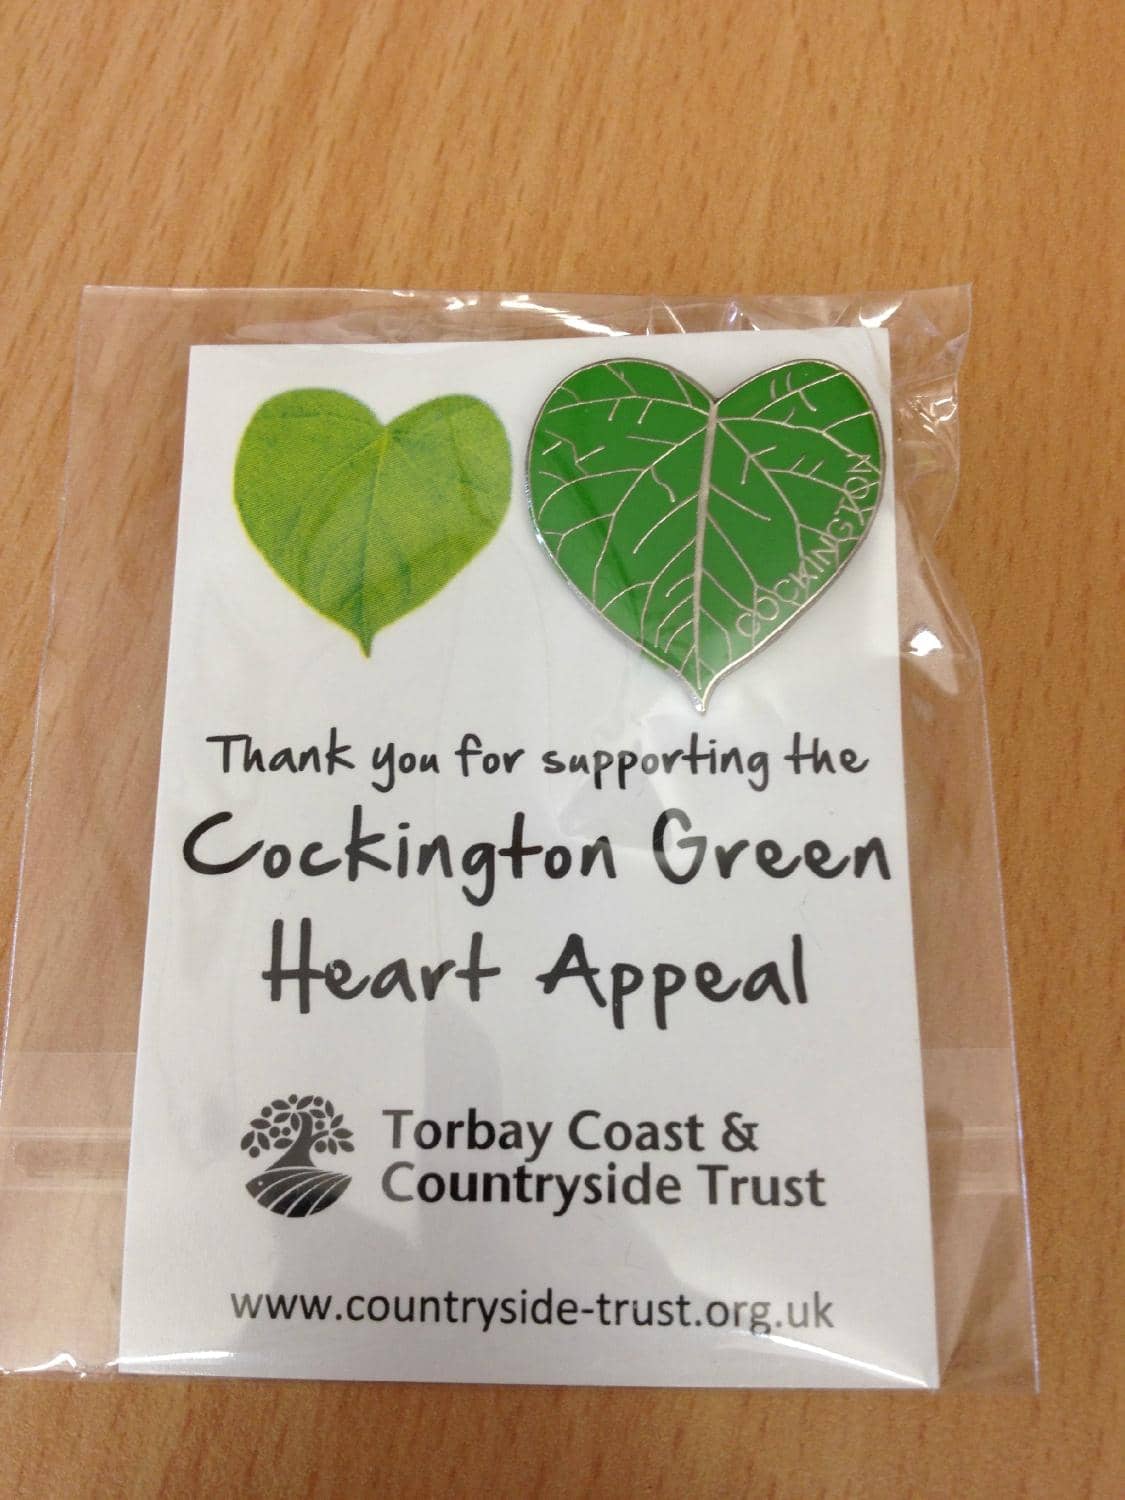 COCKINGTON
Thank you for supporting the
Cockington Green
Heart Appeal
Torbay Coast &
Countryside Trust
www.countryside-trust.org.uk